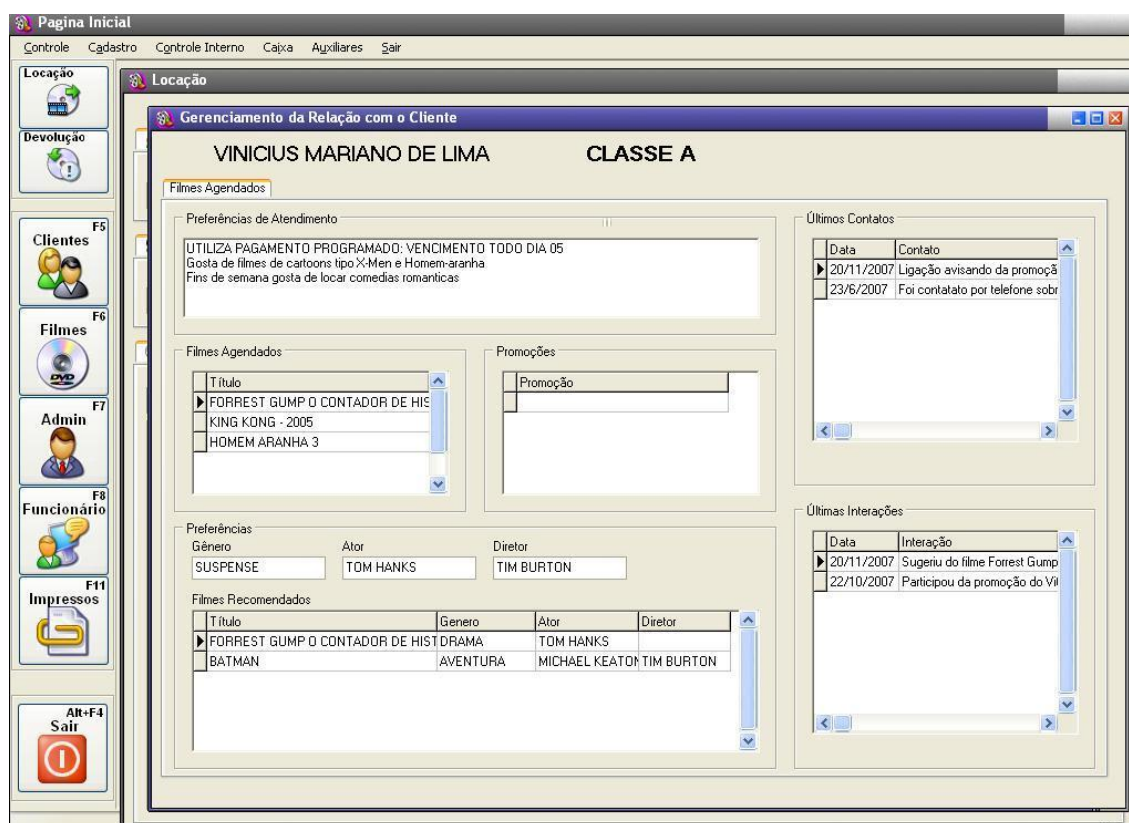 Pagina Inicial
Controle Cadastro Controle Interno Caixa Auxiliares Sair
Locação
Devolução
F5
Clientes
F6
Filmes
DVD
F7
Admin
F8
Funcionário
F11
Impressos
Alt+F4
Sair
Locação
Gerenciamento da Relação com o Cliente
VINICIUS MARIANO DE LIMA CLASSE A
Filmes Agendados
Preferências de Atendimento
UTILIZA PAGAMENTO PROGRAMADO: VENCIMENTO TODO DIA 05
Gosta de filmes de cartoons tipo X-Men e Homem-aranha
Fins de semana gosta de locar comedias romanticas
Filmes Agendados
Título
FORREST GUMP O CONTADOR DE HIS
KING KONG - 2005
HOMEM ARANHA 3
Promoções
Promoção
Preferências
Gênero Ator Diretor
SUSPENSE TOM HANKS TIM BURTON
Filmes Recomendados
Título Genero Ator Diretor
FORREST GUMP O CONTADOR DE HIST DRAMA TOM HANKS
BATMAN AVENTURA MICHAEL KEATON TIM BURTON
Últimos Contatos
Data Contato
20/11/2007 Ligação avisando da promoçã
23/6/2007 Foi contatato por telefone sobr
Últimas Interações
Data Interação
20/11/2007 Sugeriu do filme Forrest Gump
22/10/2007 Participou da promoção do